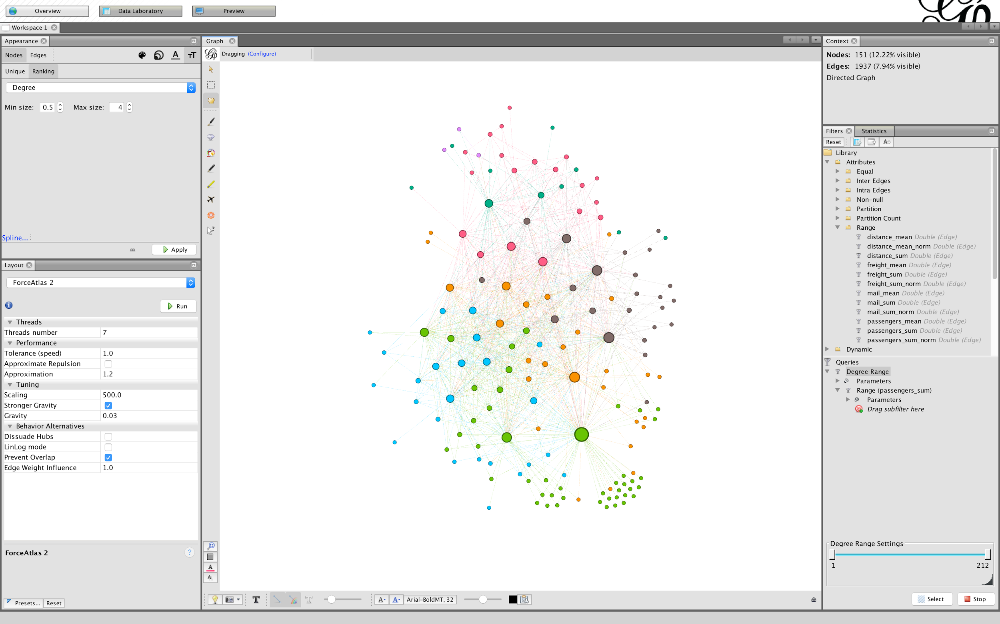 Overview
Data Laboratory
Preview
Workspace 1
Appearance
Nodes
Edges
A
TT
Unique
Ranking
Degree
Min size: 0.5
Max size: 4
Spline...
Apply
Layout
ForceAtlas 2
Run
Threads
Threads number 7
Performance
Tolerance (speed) 1.0
Approximate Repulsion
Approximation 1.2
Tuning
Scaling 500.0
Stronger Gravity
Gravity 0.03
Behavior Alternatives
Dissuade Hubs
LinLog mode
Prevent Overlap
Edge Weight Influence 1.0
ForceAtlas 2
?
Presets...
Reset
Graph
Dragging (Configure)
?
A
A
T
T
A
A
Arial-BoldMT, 32
Context
Nodes: 151 (12.22% visible)
Edges: 1937 (7.94% visible)
Directed Graph
Filters
Statistics
Reset
A
Library
Attributes
Equal
Inter Edges
Intra Edges
Non-null
Partition
Partition Count
Range
distance_mean Double (Edge)
distance_mean_norm Double (Edge)
distance_sum Double (Edge)
freight_mean Double (Edge)
freight_sum Double (Edge)
freight_sum_norm Double (Edge)
mail_mean Double (Edge)
mail_sum Double (Edge)
mail_sum_norm Double (Edge)
passengers_mean Double (Edge)
passengers_sum Double (Edge)
passengers_sum_norm Double (Edge)
Dynamic
Queries
Degree Range
Parameters
Range (passengers_sum)
Parameters
Drag subfilter here
Degree Range Settings
1
212
Select
Stop